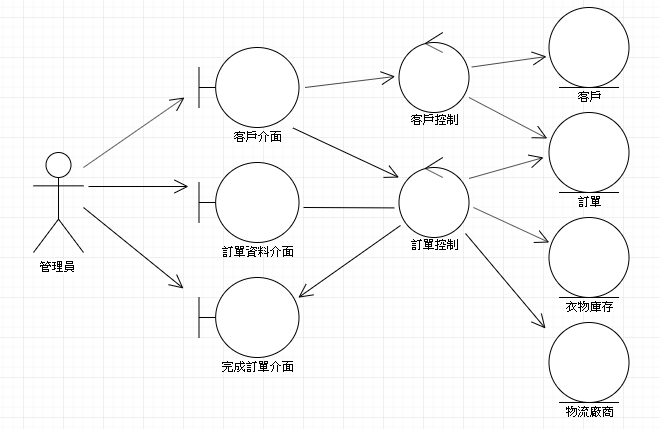 客戶
客戶介面
客戶控制
訂單
訂單資料介面
訂單控制
管理員
衣物庫存
完成訂單介面
物流廠商